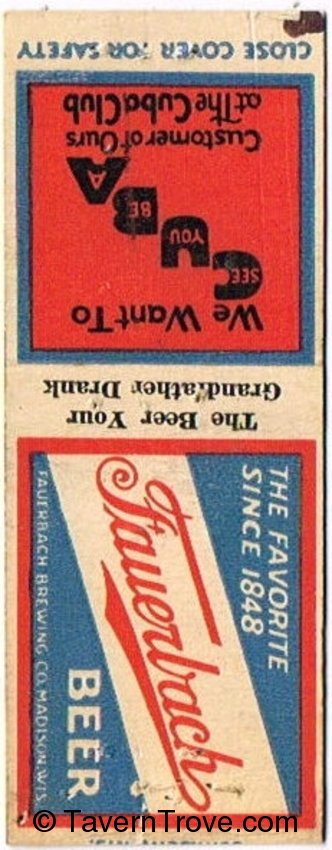 CLOSE COVER FOR SAFETY
We Want To
C SEE
U YOU
B BE
A
Customer of Ours
at The Cuba Club
The Beer Your
Grandfather Drank
THE FAVORITE
SINCE 1848
Fauerbach
BEER
FAUERBACH BREWING CO. MADISON, WIS.
© TavernTrove.com